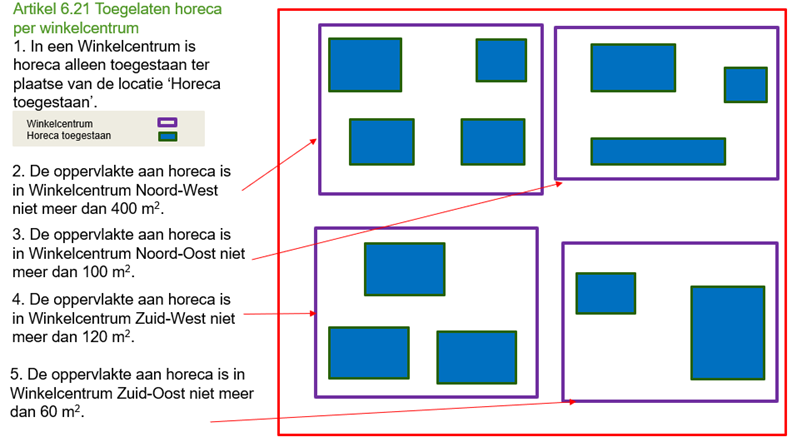 Artikel 6.21 Toegelaten horeca
per winkelcentrum
1. In een Winkelcentrum is
horeca alleen toegestaan ter
plaatse van de locatie ‘Horeca
toegestaan’.
Winkelcentrum
Horeca toegestaan
2. De oppervlakte aan horeca is
in Winkelcentrum Noord-West
niet meer dan 400 m².
3. De oppervlakte aan horeca is
in Winkelcentrum Noord-Oost niet
meer dan 100 m².
4. De oppervlakte aan horeca is
in Winkelcentrum Zuid-West niet
meer dan 120 m².
5. De oppervlakte aan horeca is in
Winkelcentrum Zuid-Oost niet meer
dan 60 m².